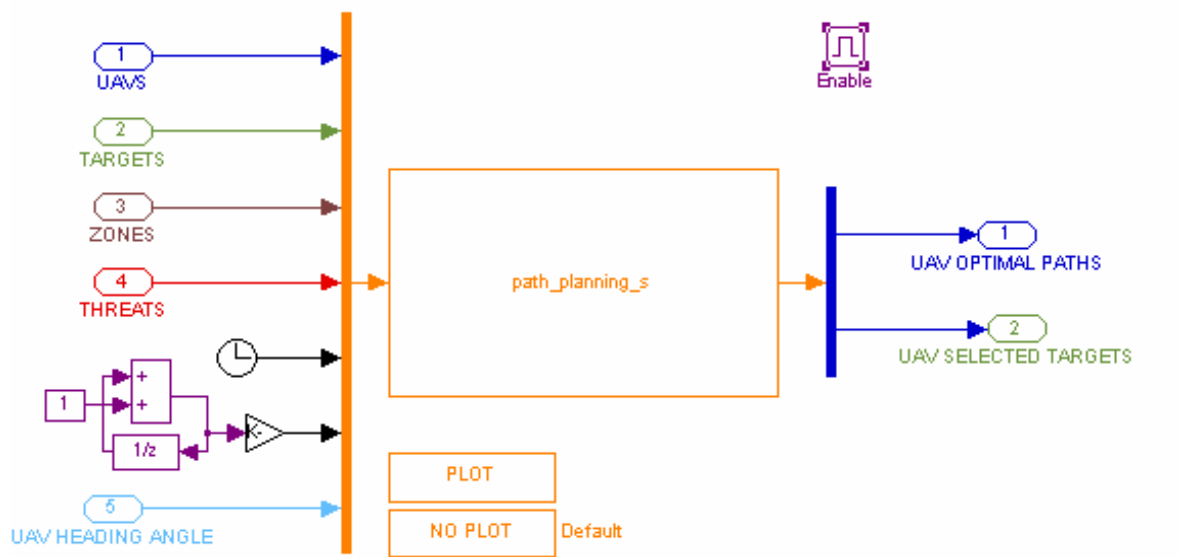 1
UAVS
Enable
2
TARGETS
3
ZONES
4
THREATS
path_planning_s
1
UAV OPTIMAL PATHS
2
UAV SELECTED TARGETS
+
+
1
1/z
K-
5
UAV HEADING ANGLE
PLOT
NO PLOT Default